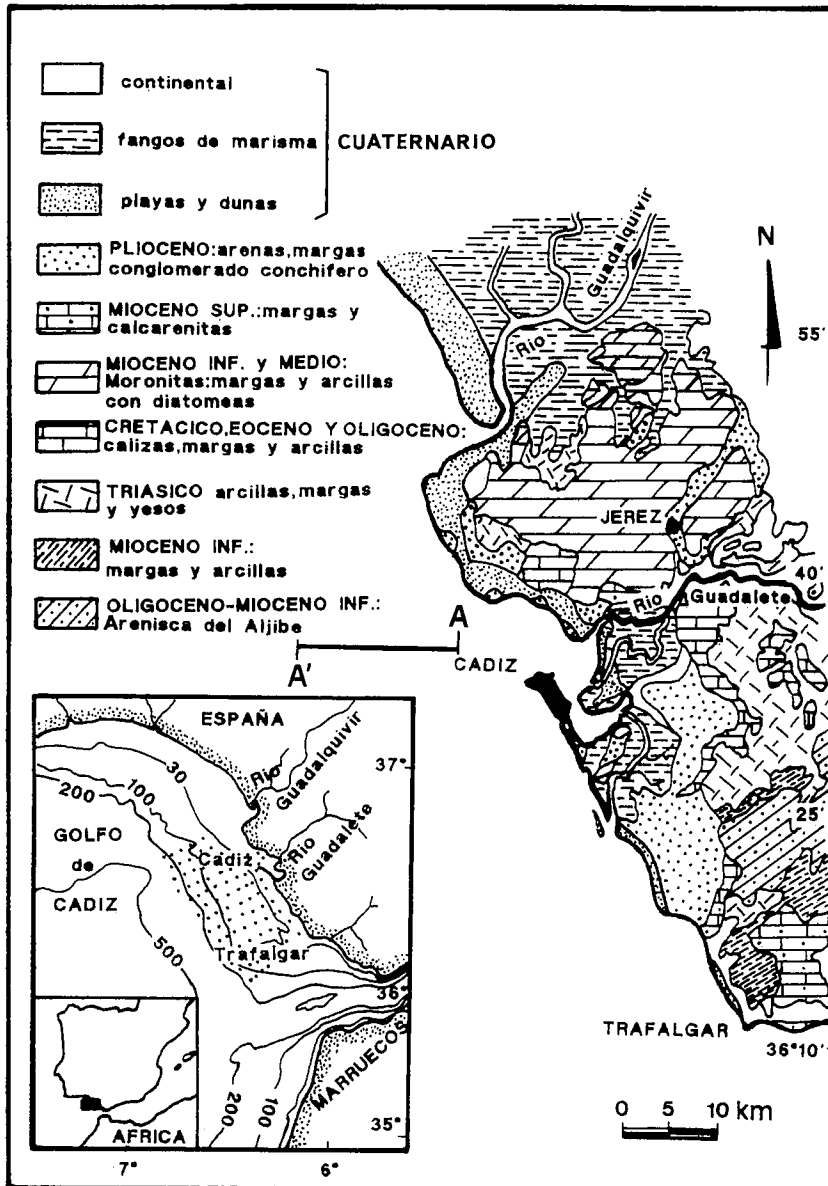 continental
fangos de marisma
CUATERNARIO
playas y dunas
PLIOCENO:arenas,margas
conglomerado conchifero
MIOCENO SUP.:margas y
calcarenitas
MIOCENO INF. y MEDIO:
Moronitas:margas y arcillas
con diatomeas
CRETACICO,EOCENO Y OLIGOCENO:
calizas,margas y arcillas
TRIASICO arcillas,margas
y yesos
MIOCENO INF.:
margas y arcillas
OLIGOCENO-MIOCENO INF.:
Arenisca del Aljibe
Río Guadalquivir
N
55'
JEREZ
40'
Río Guadalete
A
A'
CADIZ
25'
TRAFALGAR
36°10'
0 5 10 km
ESPAÑA
Río Guadalquivir
37°
Río Guadalete
30
100
200
GOLFO
de
CADIZ
Cadiz
500
Trafalgar
36°
MARRUECOS
200
100
35°
AFRICA
7°
6°